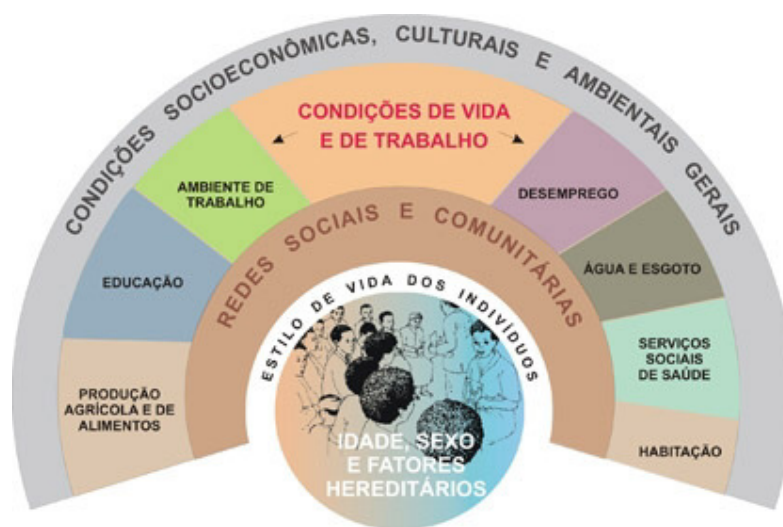 CONDIÇÕES SOCIOECONÔMICAS, CULTURAIS E AMBIENTAIS GERAIS
CONDIÇÕES DE VIDA
E DE TRABALHO
AMBIENTE DE
TRABALHO
DESEMPREGO
EDUCAÇÃO
ÁGUA E ESGOTO
PRODUÇÃO
AGRÍCOLA E DE
ALIMENTOS
SERVIÇOS
SOCIAIS
DE SAÚDE
HABITAÇÃO
REDES SOCIAIS E COMUNITÁRIAS
ESTILO DE VIDA DOS INDIVÍDUOS
IDADE, SEXO
E FATORES
HEREDITÁRIOS